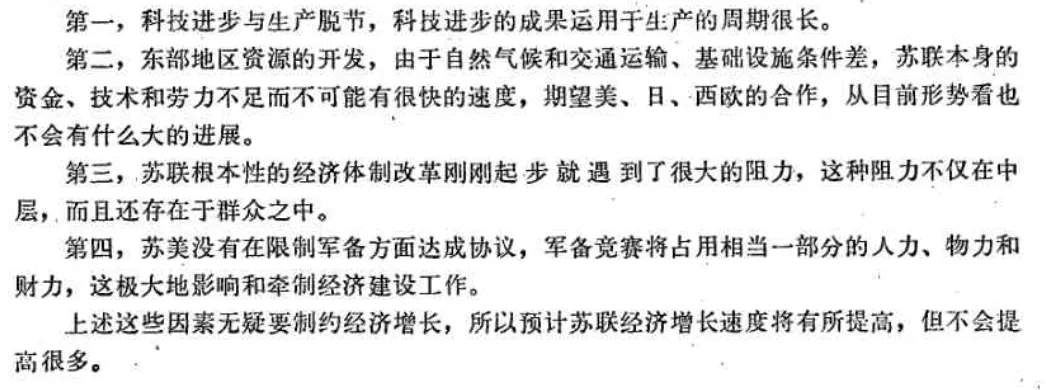 第一，科技进步与生产脱节，科技进步的成果运用于生产的周期很长。
第二，东部地区资源的开发，由于自然气候和交通运输、基础设施条件差，苏联本身的
资金、技术和劳力不足而不可能有很快的速度，期望美、日、西欧的合作，从目前形势看也
不会有什么大的进展。
第三，苏联根本性的经济体制改革刚刚起步就遇到了很大的阻力，这种阻力不仅在中
层，而且还存在于群众之中。
第四，苏美没有在限制军备方面达成协议，军备竞赛将占用相当一部分的人力、物力和
财力，这极大地影响和牵制经济建设工作。
上述这些因素无疑要制约经济增长，所以预计苏联经济增长速度将有所提高，但不会提
高很多。